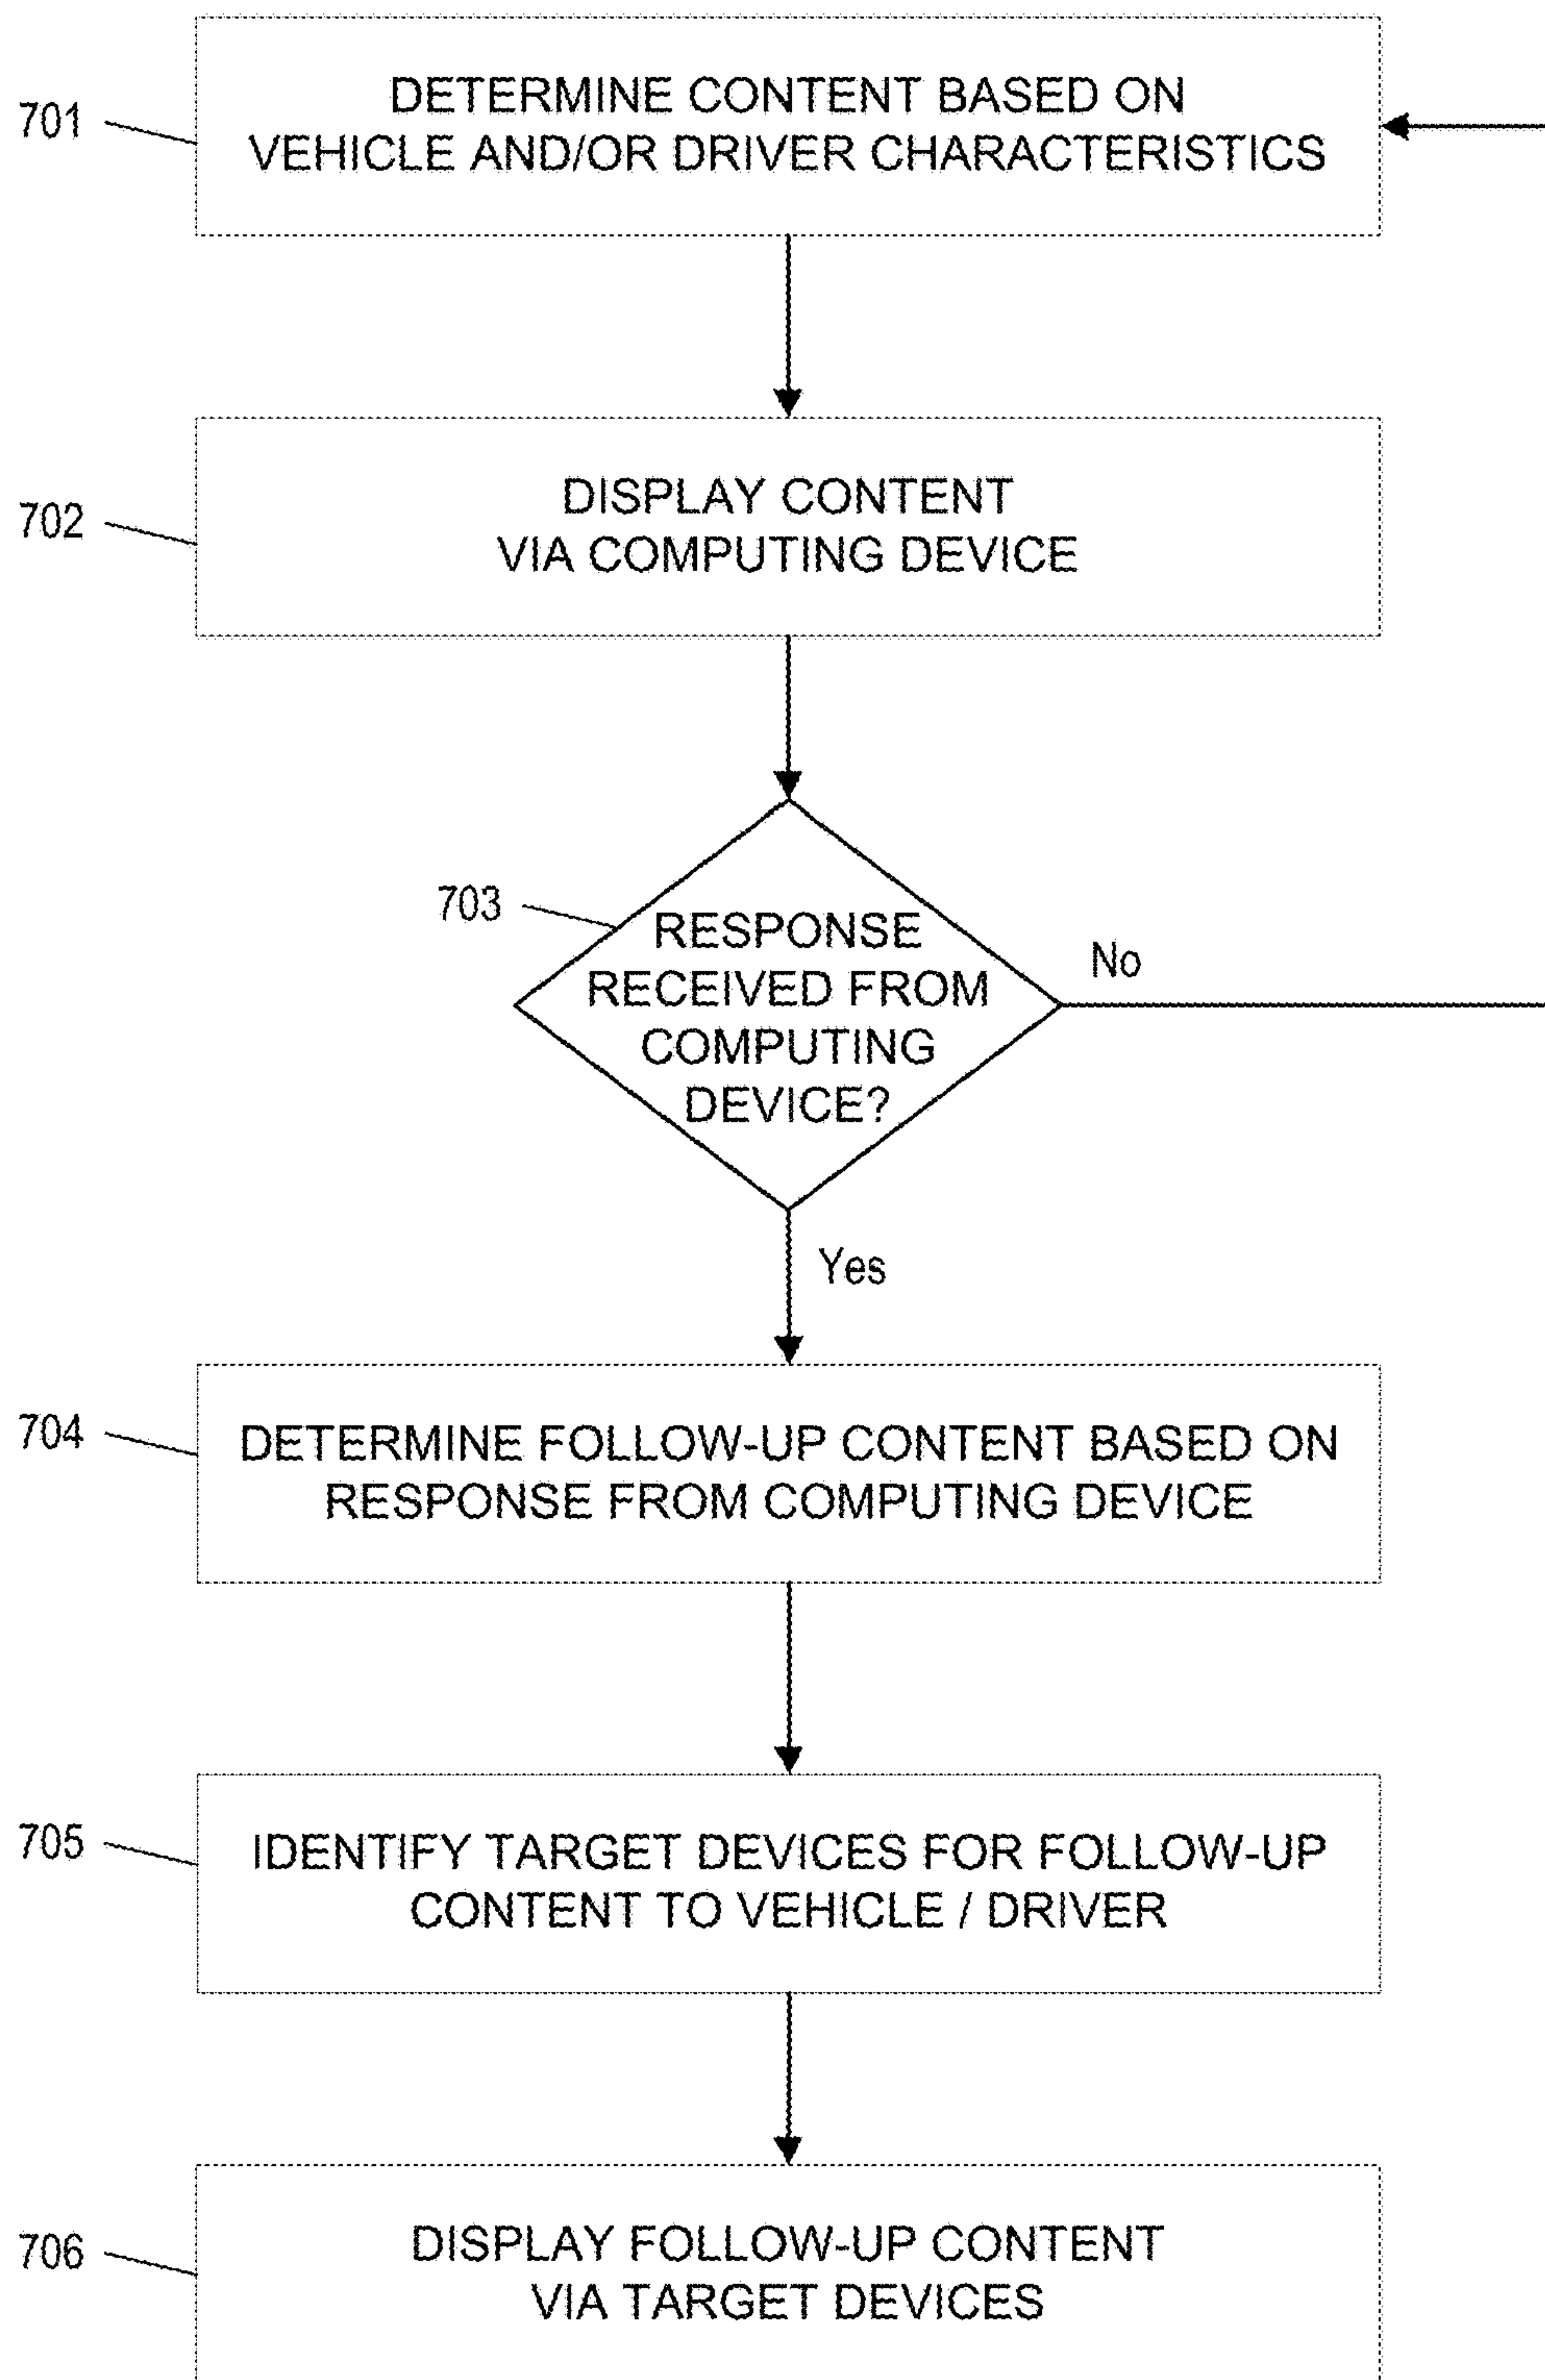 701
DETERMINE CONTENT BASED ON
VEHICLE AND/OR DRIVER CHARACTERISTICS
702
DISPLAY CONTENT
VIA COMPUTING DEVICE
703
RESPONSE
RECEIVED FROM
COMPUTING
DEVICE?
No
Yes
704
DETERMINE FOLLOW-UP CONTENT BASED ON
RESPONSE FROM COMPUTING DEVICE
705
IDENTIFY TARGET DEVICES FOR FOLLOW-UP
CONTENT TO VEHICLE / DRIVER
706
DISPLAY FOLLOW-UP CONTENT
VIA TARGET DEVICES